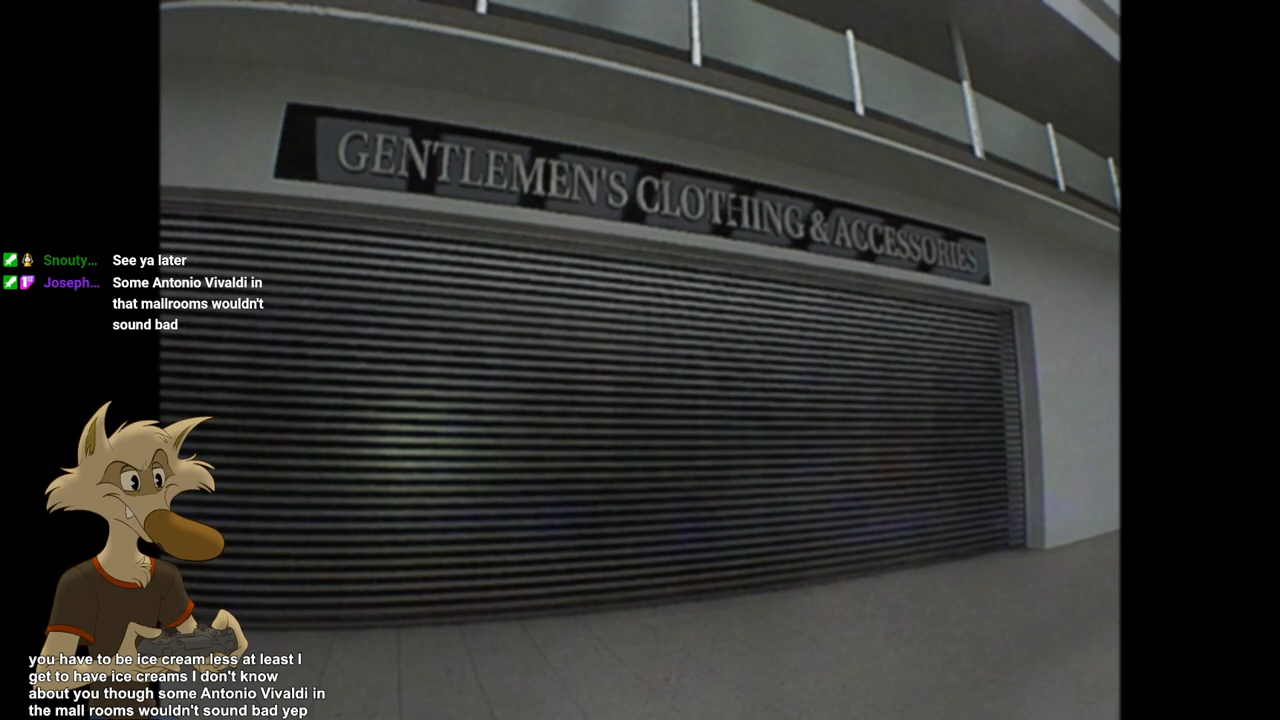 GENTLEMEN'S CLOTHING & ACCESSORIES
Snouty... See ya later
Joseph... Some Antonio Vivaldi in
that mallrooms wouldn't
sound bad
you have to be ice cream less at least I
get to have ice creams I don't know
about you though some Antonio Vivaldi in
the mall rooms wouldn't sound bad yep